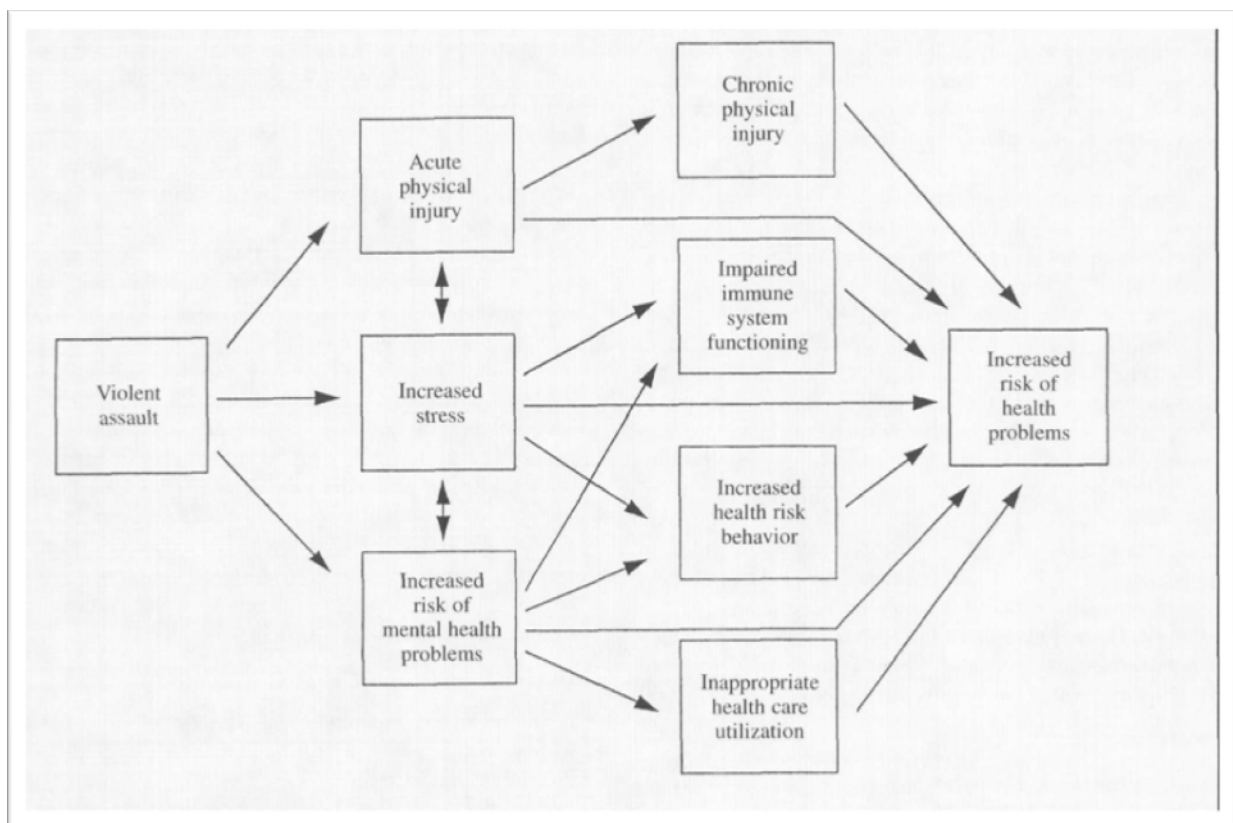 Chronic
physical
injury
Acute
physical
injury
Impaired
immune
system
functioning
Violent
assault
Increased
stress
Increased
risk of
health
problems
Increased
health risk
behavior
Increased
risk of
mental health
problems
Inappropriate
health care
utilization